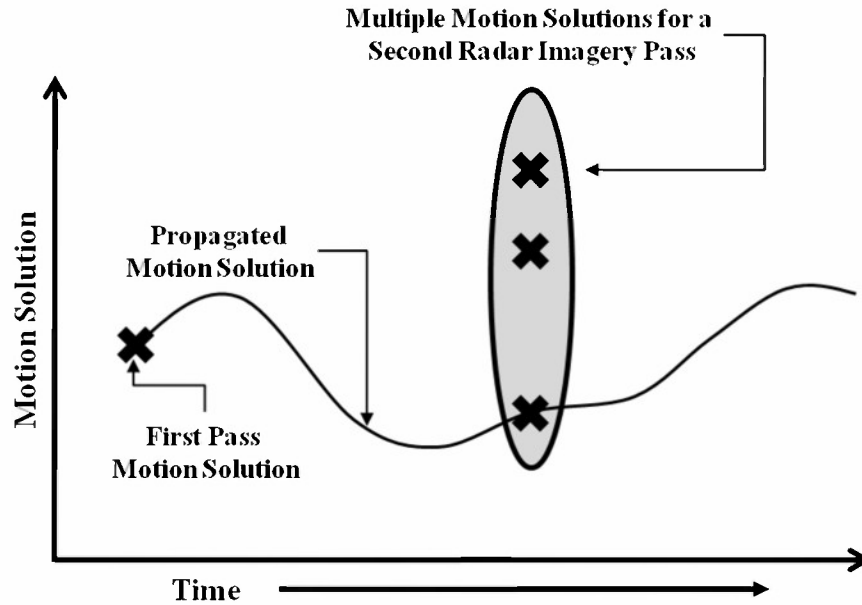 Multiple Motion Solutions for a
Second Radar Imagery Pass
Propagated
Motion Solution
Motion Solution
First Pass
Motion Solution
Time